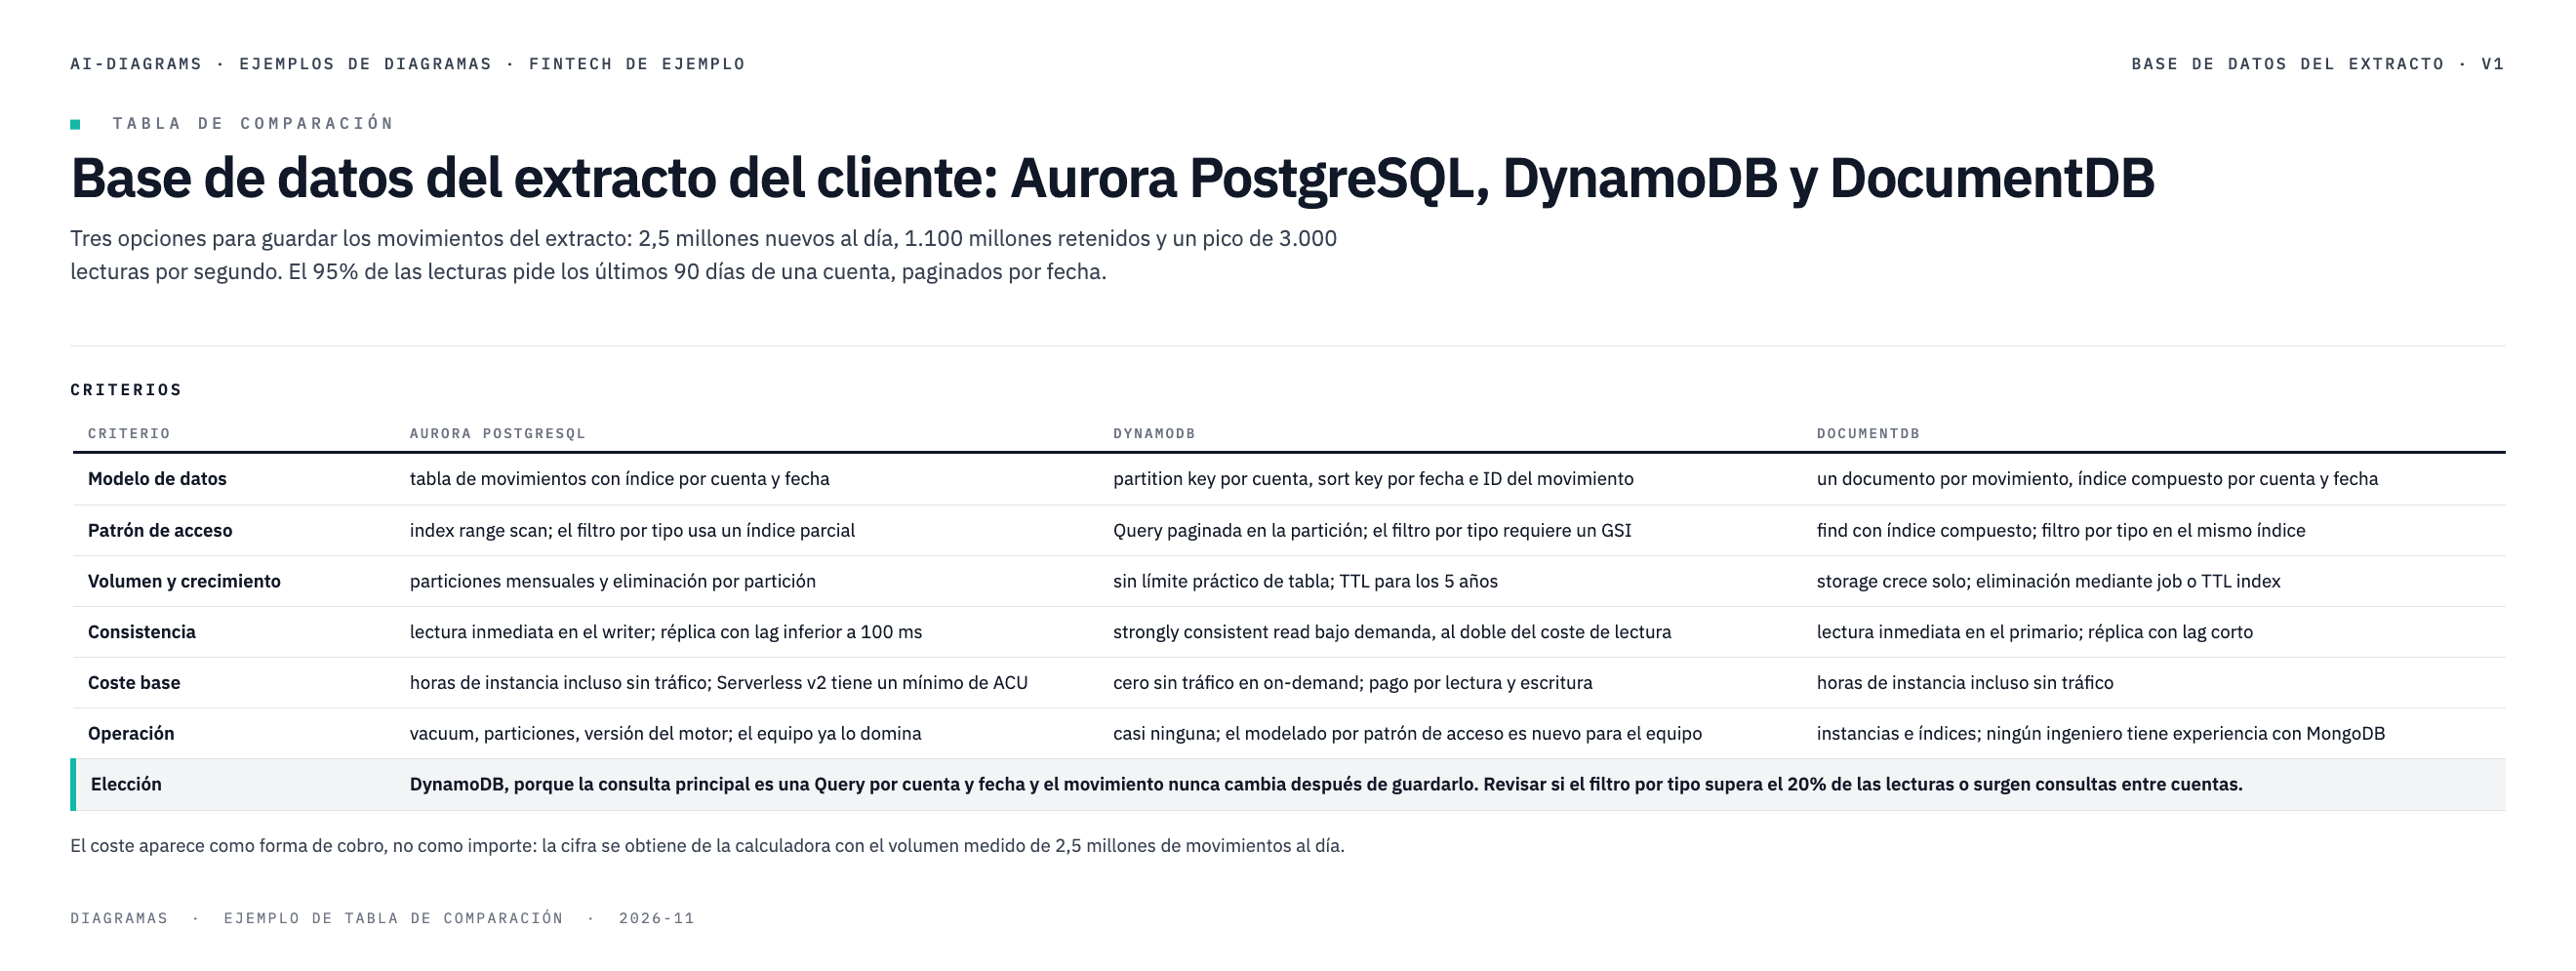 AI-DIAGRAMS · EJEMPLOS DE DIAGRAMAS · FINTECH DE EJEMPLO
BASE DE DATOS DEL EXTRACTO · V1
TABLA DE COMPARACIÓN
Base de datos del extracto del cliente: Aurora PostgreSQL, DynamoDB y DocumentDB
Tres opciones para guardar los movimientos del extracto: 2,5 millones nuevos al día, 1.100 millones retenidos y un pico de 3.000
lecturas por segundo. El 95% de las lecturas pide los últimos 90 días de una cuenta, paginados por fecha.
CRITERIOS
CRITERIO AURORA POSTGRESQL DYNAMODB DOCUMENTDB
Modelo de datos tabla de movimientos con índice por cuenta y fecha partition key por cuenta, sort key por fecha e ID del movimiento un documento por movimiento, índice compuesto por cuenta y fecha
Patrón de acceso index range scan; el filtro por tipo usa un índice parcial Query paginada en la partición; el filtro por tipo requiere un GSI find con índice compuesto; filtro por tipo en el mismo índice
Volumen y crecimiento particiones mensuales y eliminación por partición sin límite práctico de tabla; TTL para los 5 años storage crece solo; eliminación mediante job o TTL index
Consistencia lectura inmediata en el writer; réplica con lag inferior a 100 ms strongly consistent read bajo demanda, al doble del coste de lectura lectura inmediata en el primario; réplica con lag corto
Coste base horas de instancia incluso sin tráfico; Serverless v2 tiene un mínimo de ACU cero sin tráfico en on-demand; pago por lectura y escritura horas de instancia incluso sin tráfico
Operación vacuum, particiones, versión del motor; el equipo ya lo domina casi ninguna; el modelado por patrón de acceso es nuevo para el equipo instancias e índices; ningún ingeniero tiene experiencia con MongoDB
Elección DynamoDB, porque la consulta principal es una Query por cuenta y fecha y el movimiento nunca cambia después de guardarlo. Revisar si el filtro por tipo supera el 20% de las lecturas o surgen consultas entre cuentas.
El coste aparece como forma de cobro, no como importe: la cifra se obtiene de la calculadora con el volumen medido de 2,5 millones de movimientos al día.
DIAGRAMAS · EJEMPLO DE TABLA DE COMPARACIÓN · 2026-11